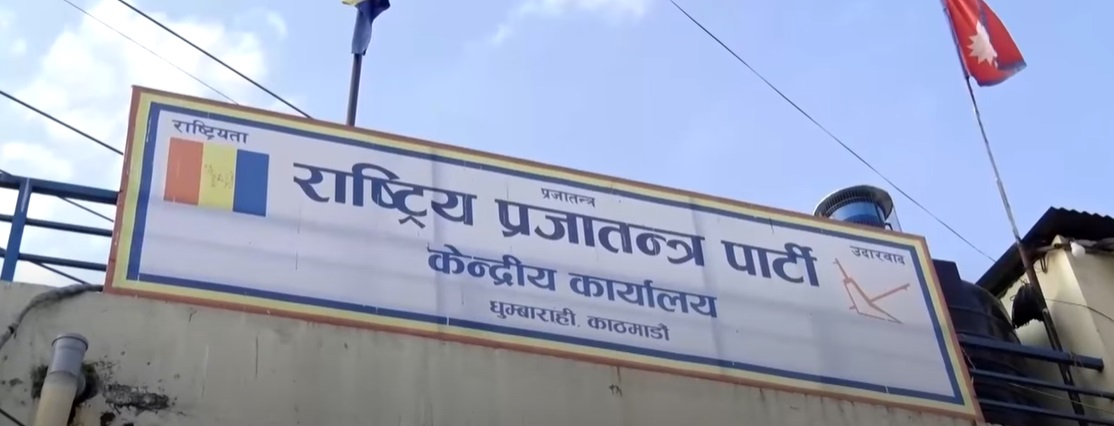 राष्ट्रियता
प्रजातन्त्र
उदारवाद
राष्ट्रिय प्रजातन्त्र पार्टी
केन्द्रीय कार्यालय
धुम्बाराही, काठमाडौं